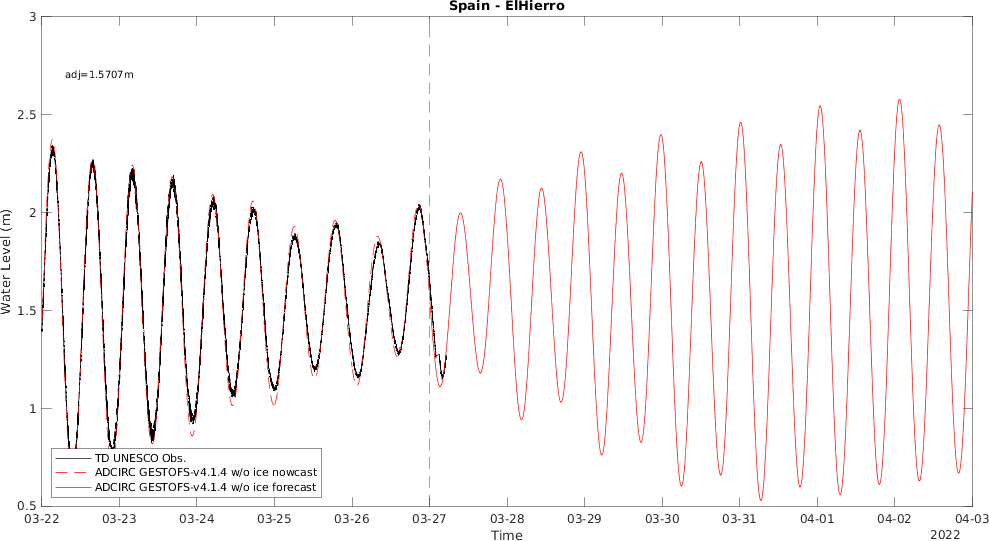 Spain - ElHierro
adj=1.5707m
3
2.5
2
1.5
1
0.5
Water Level (m)
TD UNESCO Obs.
ADCIRC GESTOFS-v4.1.4 w/o ice nowcast
ADCIRC GESTOFS-v4.1.4 w/o ice forecast
03-22 03-23 03-24 03-25 03-26 03-27 03-28 03-29 03-30 03-31 04-01 04-02 04-03
Time
2022